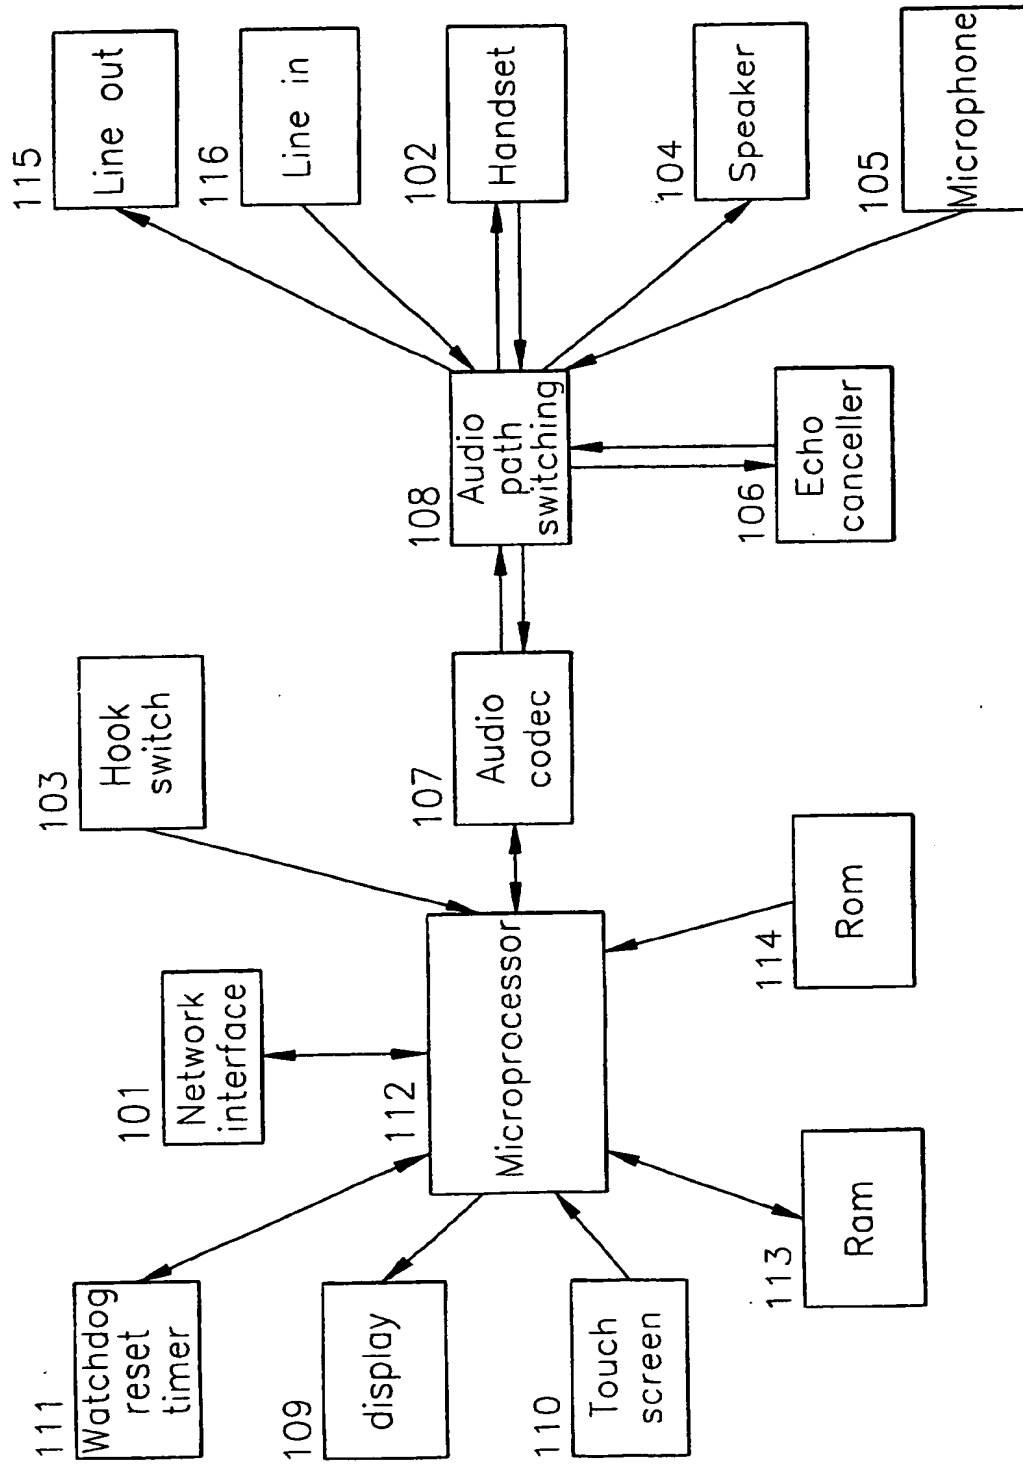 111
Watchdog
reset
timer
101
Network
interface
103
Hook
switch
115
Line out
116
Line in
109
display
112
Microprocessor
107
Audio
codec
108
Audio
path
switching
102
Handset
110
Touch
screen
104
Speaker
106
Echo
canceller
113
Ram
114
Rom
105
Microphone